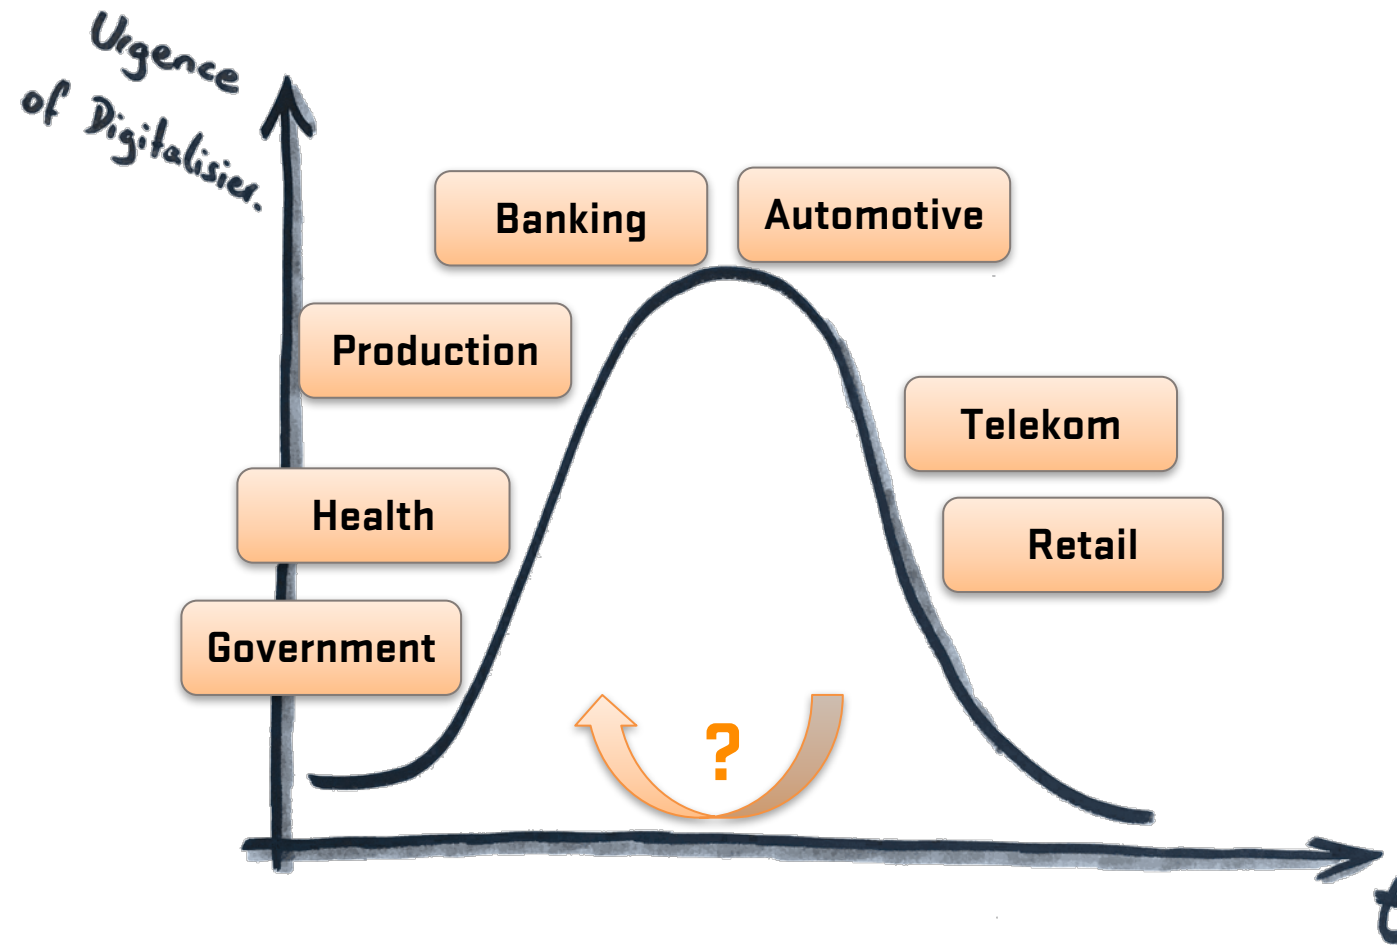 Urgence
of Digitalisier.
Banking
Automotive
Production
Telekom
Health
Retail
Government
?
t